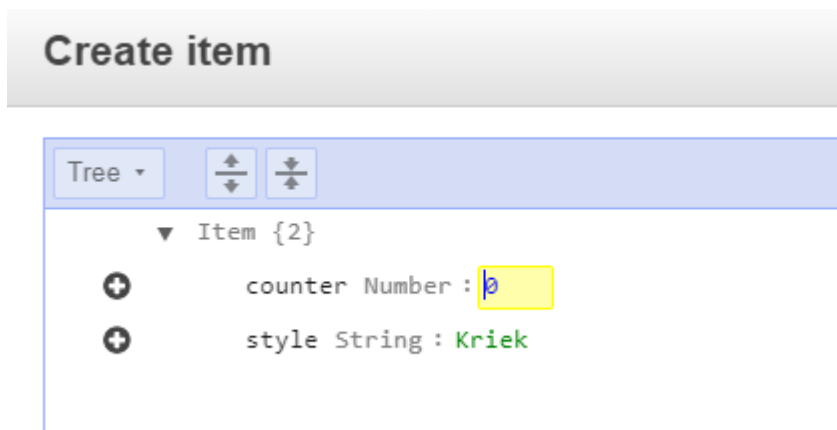 Create item
Tree
Item {2}
counter Number : 0
style String : Kriek